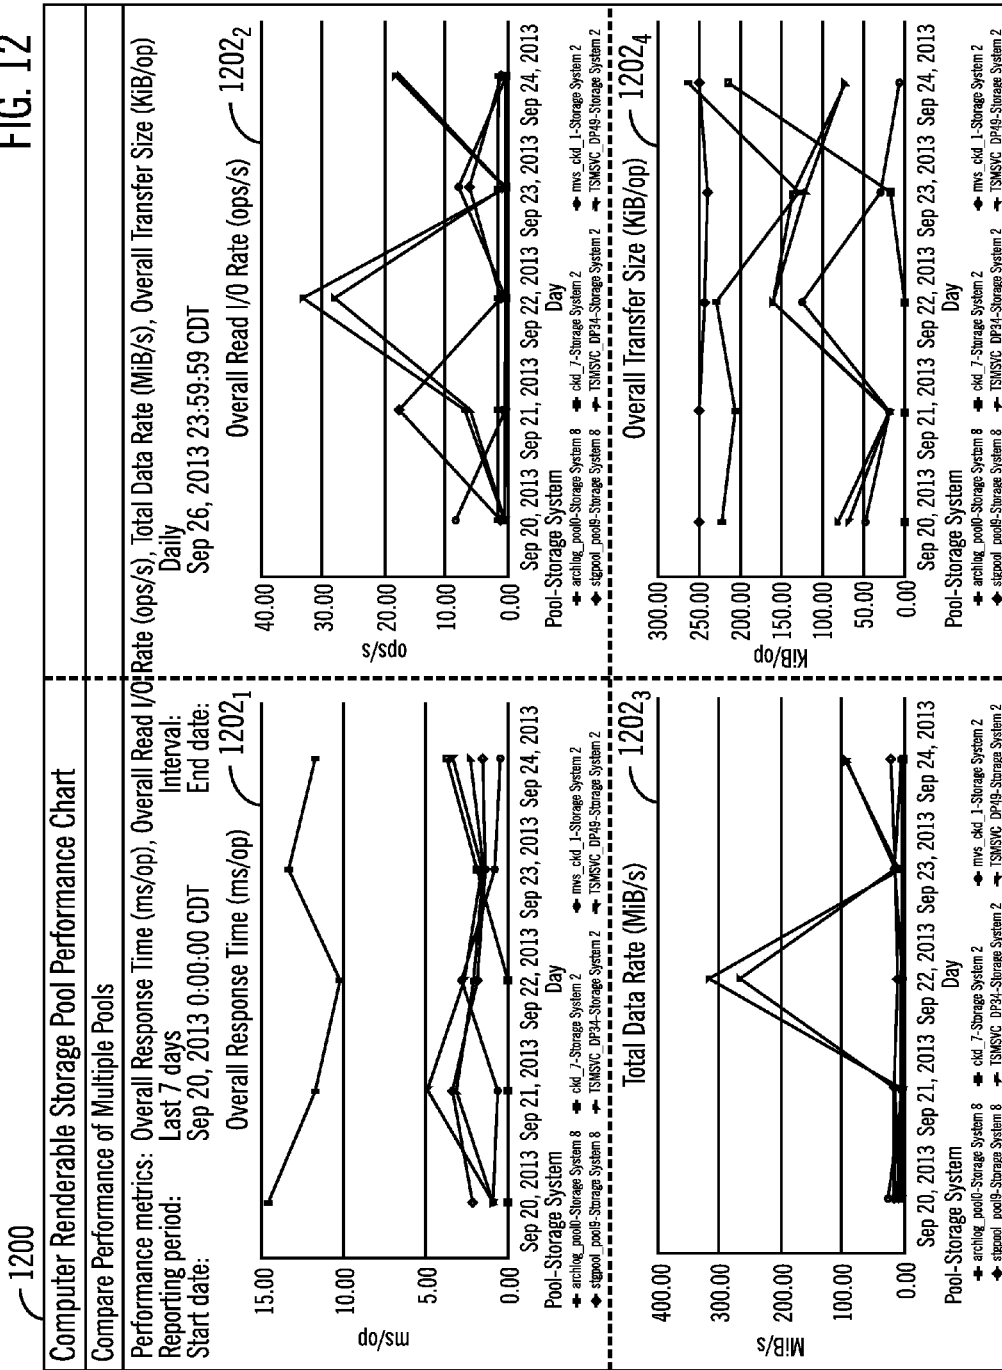 FIG. 12
1200
Computer Renderable Storage Pool Performance Chart
Compare Performance of Multiple Pools
Performance metrics: Overall Response Time (ms/op), Overall Read I/O Rate (ops/s), Total Data Rate (MiB/s), Overall Transfer Size (KiB/op)
Reporting period: Last 7 days Interval: Daily
Start date: Sep 20, 2013 0:00:00 CDT End date: Sep 26, 2013 23:59:59 CDT
Overall Response Time (ms/op) 1202₁
15.00
10.00
5.00
0.00
ms/op
Sep 20, 2013 Sep 21, 2013 Sep 22, 2013 Sep 23, 2013 Sep 24, 2013
Day
Pool-Storage System
archlog_pool0-Storage System 8 ckd_7-Storage System 2 mvs_ckd_1-Storage System 2
stgpool_pool9-Storage System 8 TSMSVC_DP34-Storage System 2 TSMSVC_DP49-Storage System 2
Overall Read I/O Rate (ops/s) 1202₂
40.00
30.00
20.00
10.00
0.00
ops/s
Sep 20, 2013 Sep 21, 2013 Sep 22, 2013 Sep 23, 2013 Sep 24, 2013
Day
Pool-Storage System
archlog_pool0-Storage System 8 ckd_7-Storage System 2 mvs_ckd_1-Storage System 2
stgpool_pool9-Storage System 8 TSMSVC_DP34-Storage System 2 TSMSVC_DP49-Storage System 2
Total Data Rate (MiB/s) 1202₃
400.00
300.00
200.00
100.00
0.00
MiB/s
Sep 20, 2013 Sep 21, 2013 Sep 22, 2013 Sep 23, 2013 Sep 24, 2013
Day
Pool-Storage System
archlog_pool0-Storage System 8 ckd_7-Storage System 2 mvs_ckd_1-Storage System 2
stgpool_pool9-Storage System 8 TSMSVC_DP34-Storage System 2 TSMSVC_DP49-Storage System 2
Overall Transfer Size (KiB/op) 1202₄
300.00
250.00
200.00
150.00
100.00
50.00
0.00
KiB/op
Sep 20, 2013 Sep 21, 2013 Sep 22, 2013 Sep 23, 2013 Sep 24, 2013
Day
Pool-Storage System
archlog_pool0-Storage System 8 ckd_7-Storage System 2 mvs_ckd_1-Storage System 2
stgpool_pool9-Storage System 8 TSMSVC_DP34-Storage System 2 TSMSVC_DP49-Storage System 2